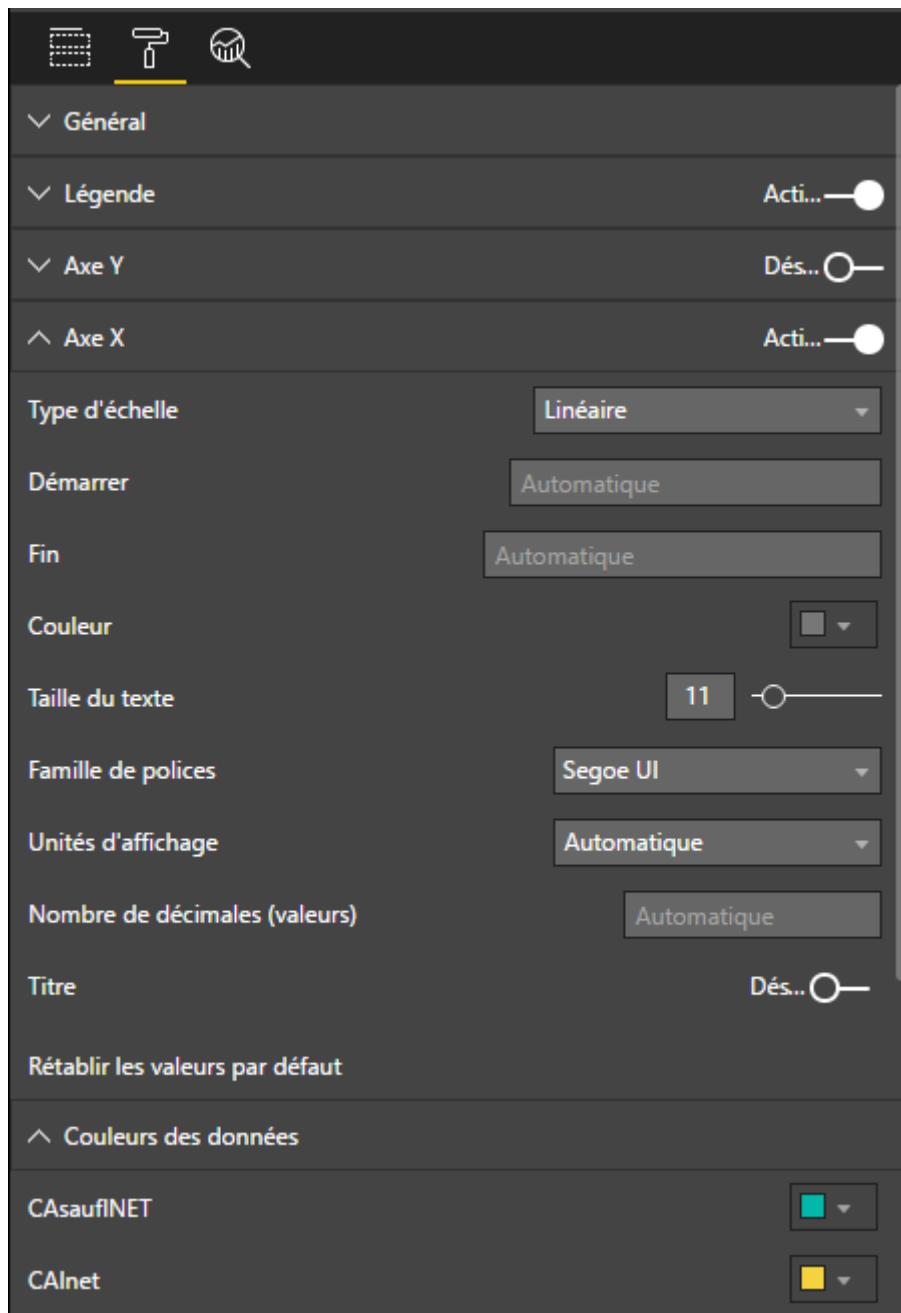 Général
Légende Acti...
Axe Y Dés...
Axe X Acti...
Type d'échelle Linéaire
Démarrer Automatique
Fin Automatique
Couleur
Taille du texte 11
Famille de polices Segoe UI
Unités d'affichage Automatique
Nombre de décimales (valeurs) Automatique
Titre Dés...
Rétablir les valeurs par défaut
Couleurs des données
CAsaufINET
CAInet